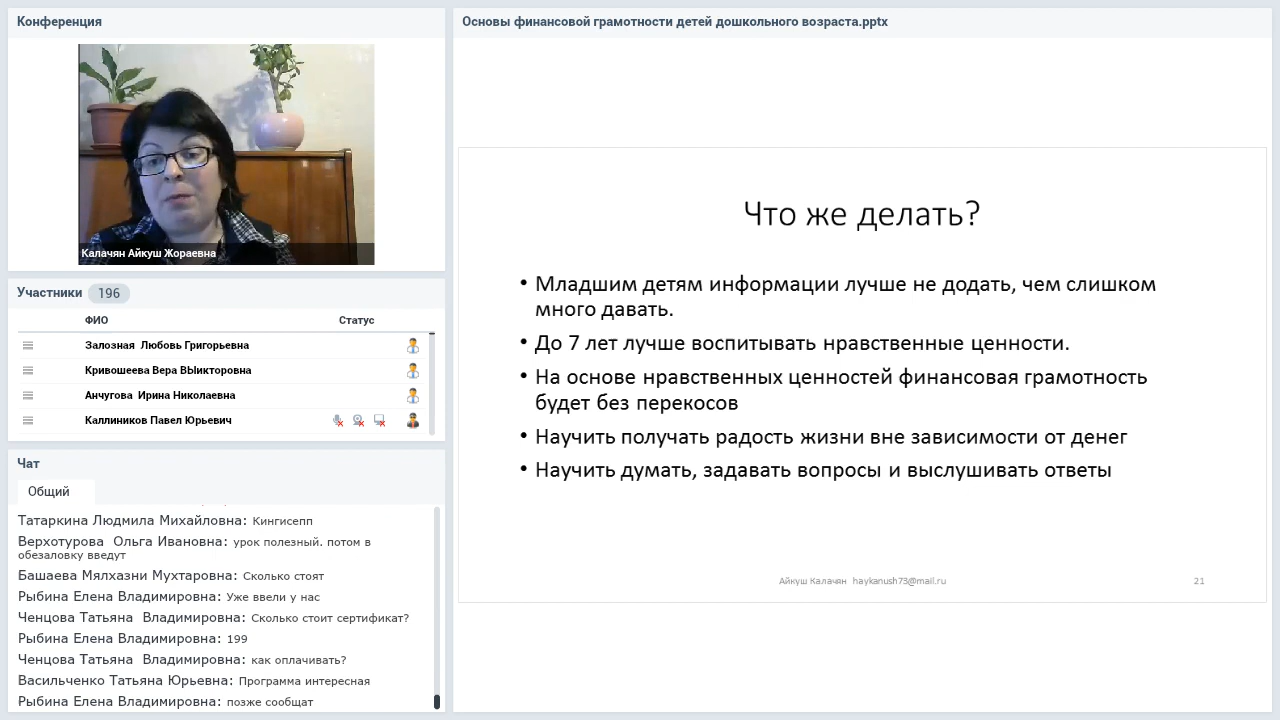 Конференция
Калачян Айкуш Жораевна
Участники 196
ФИО Статус
Залозная Любовь Григорьевна
Кривошеева Вера ВЫикторовна
Анчугова Ирина Николаевна
Каллиников Павел Юрьевич
Чат
Общий
Татаркина Людмила Михайловна: Кингисепп
Верхотурова Ольга Ивановна: урок полезный. потом в
обезаловку введут
Башаева Мялхазни Мухтаровна: Сколько стоят
Рыбина Елена Владимировна: Уже ввели у нас
Ченцова Татьяна Владимировна: Сколько стоит сертификат?
Рыбина Елена Владимировна: 199
Ченцова Татьяна Владимировна: как оплачивать?
Васильченко Татьяна Юрьевна: Программа интересная
Рыбина Елена Владимировна: позже сообщат
Основы финансовой грамотности детей дошкольного возраста.pptx
Что же делать?
• Младшим детям информации лучше не додать, чем слишком
много давать.
• До 7 лет лучше воспитывать нравственные ценности.
• На основе нравственных ценностей финансовая грамотность
будет без перекосов
• Научить получать радость жизни вне зависимости от денег
• Научить думать, задавать вопросы и выслушивать ответы
Айкуш Калачян haykanush73@mail.ru 21